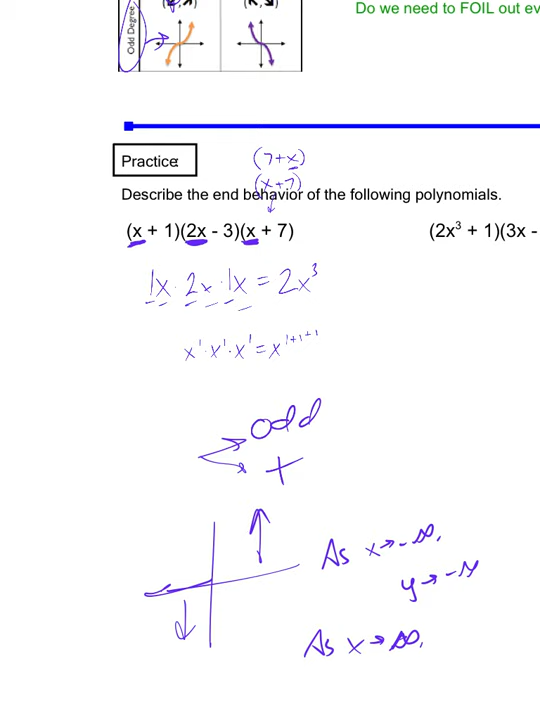 Do we need to FOIL out ev
Odd Degree
Practice:
(7+x)
(x+7)
Describe the end behavior of the following polynomials.
(x + 1)(2x - 3)(x + 7)
(2x³ + 1)(3x -
1x · 2x · 1x = 2x³
x¹ · x¹ · x¹ = x¹⁺¹⁺¹
odd
+
As x → -∞,
y → -∞
As x → ∞,